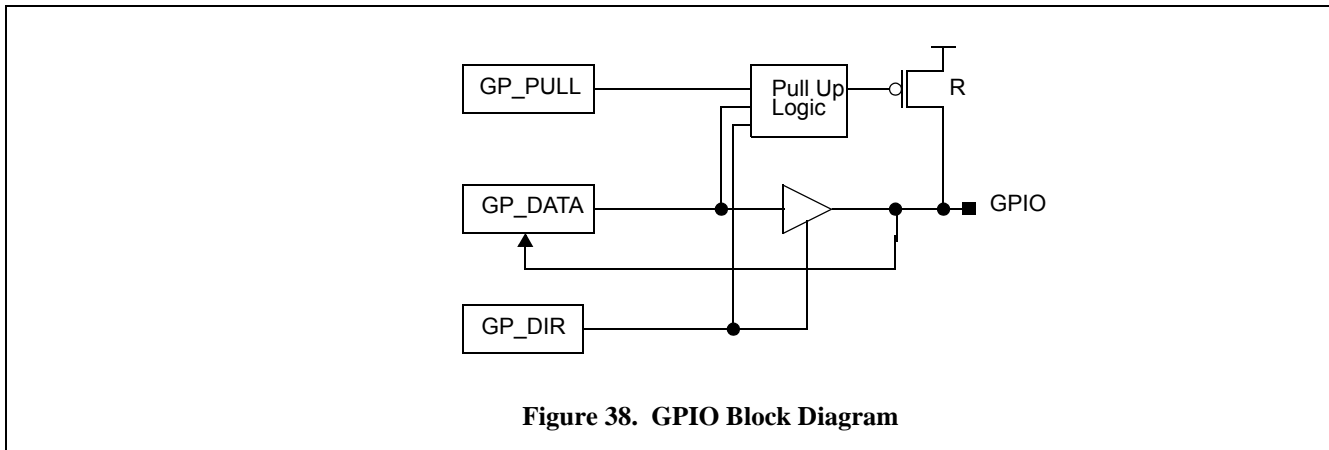 GP_PULL
Pull Up
Logic
R
GP_DATA
GPIO
GP_DIR
Figure 38. GPIO Block Diagram